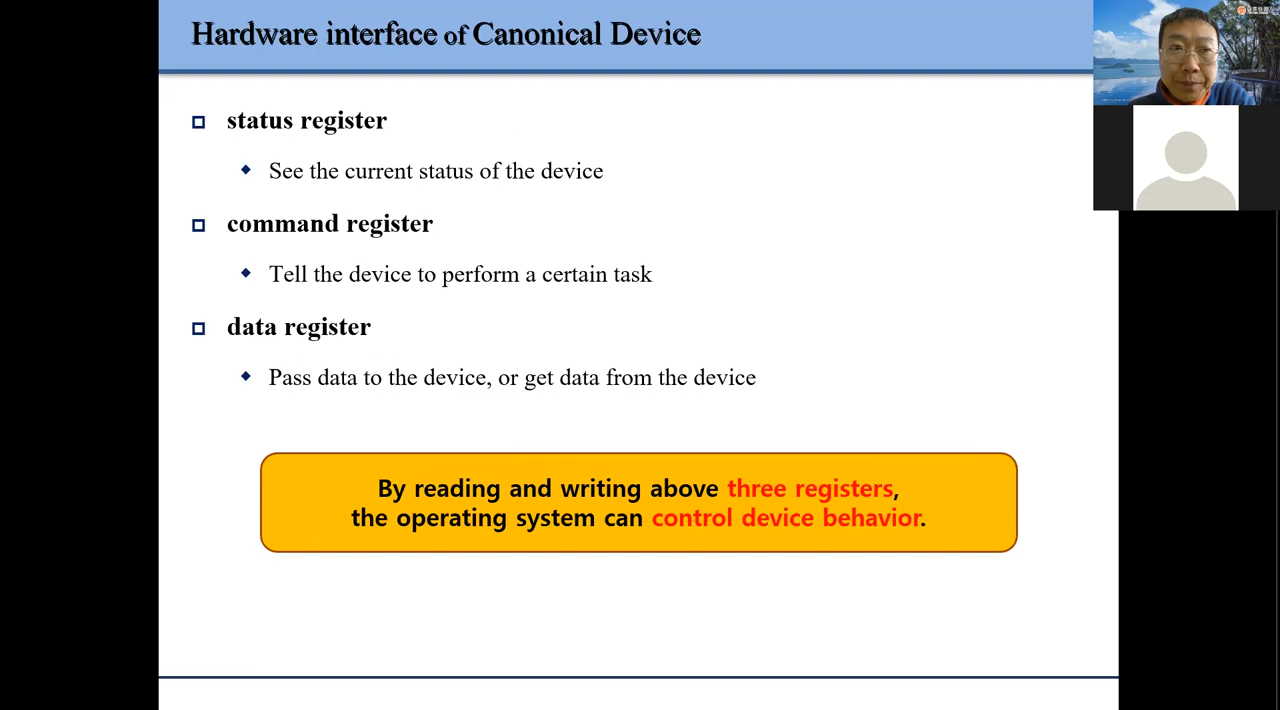 Hardware interface of Canonical Device
status register
See the current status of the device
command register
Tell the device to perform a certain task
data register
Pass data to the device, or get data from the device
By reading and writing above three registers,
the operating system can control device behavior.